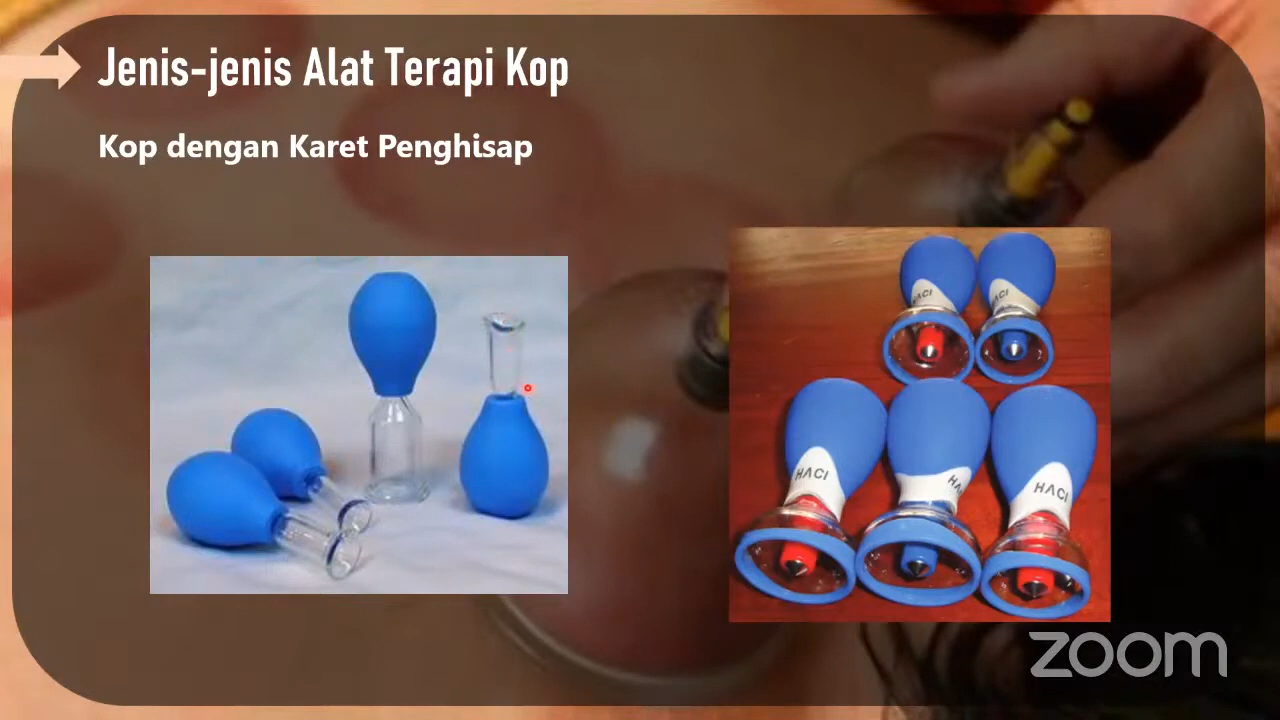 Jenis-jenis Alat Terapi Kop
Kop dengan Karet Penghisap
HACI
HACI
HACI
HACI
HACI
zoom